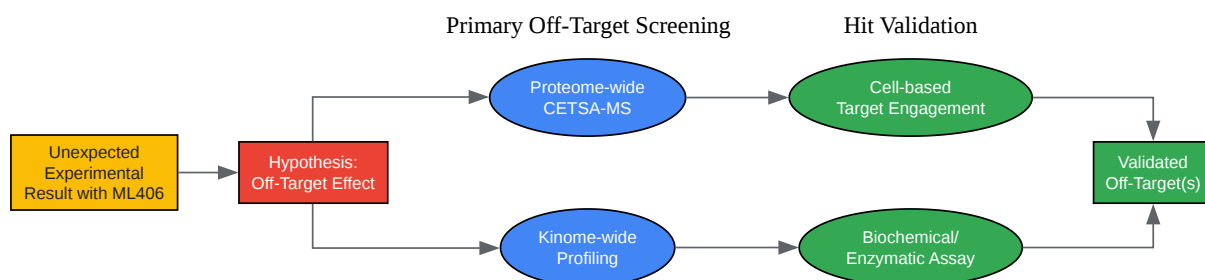 Primary Off-Target Screening
Hit Validation
Proteome-wide
CETSA-MS
Cell-based
Target Engagement
Unexpected
Experimental
Result with ML406
Hypothesis:
Off-Target Effect
Validated
Off-Target(s)
Kinome-wide
Profiling
Biochemical/
Enzymatic Assay